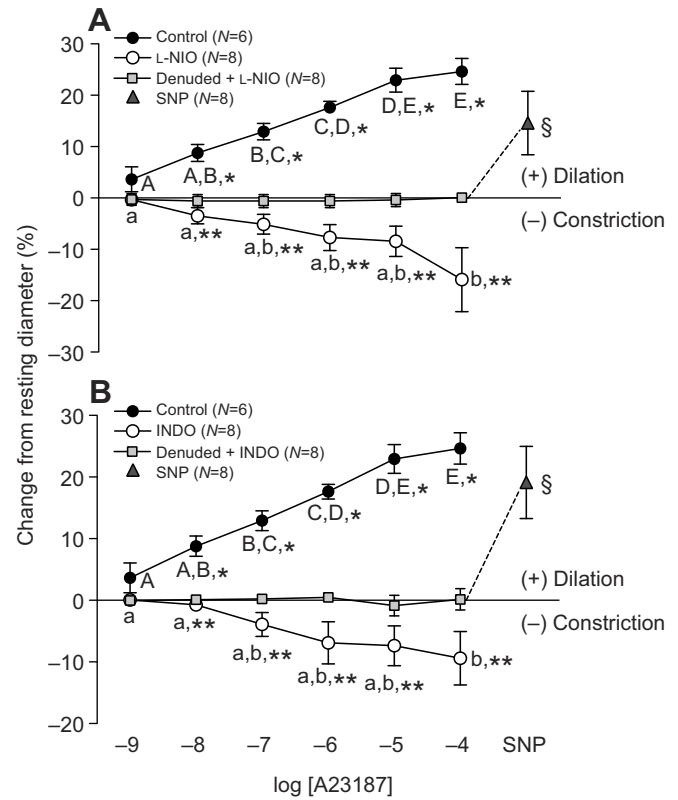 A
30
20
10
0
–10
–20
–30
Control (N=6)
L-NIO (N=8)
Denuded + L-NIO (N=8)
SNP (N=8)
A
A,B,*
B,C,*
C,D,*
D,E,*
E,*
§
(+) Dilation
(–) Constriction
a
a,**
a,b,**
a,b,**
a,b,**
b,**
Change from resting diameter (%)
B
30
20
10
0
–10
–20
Control (N=6)
INDO (N=8)
Denuded + INDO (N=8)
SNP (N=8)
A
A,B,*
B,C,*
C,D,*
D,E,*
E,*
§
(+) Dilation
(–) Constriction
a
a,**
a,b,**
a,b,**
a,b,**
b,**
–9 –8 –7 –6 –5 –4 SNP
log [A23187]